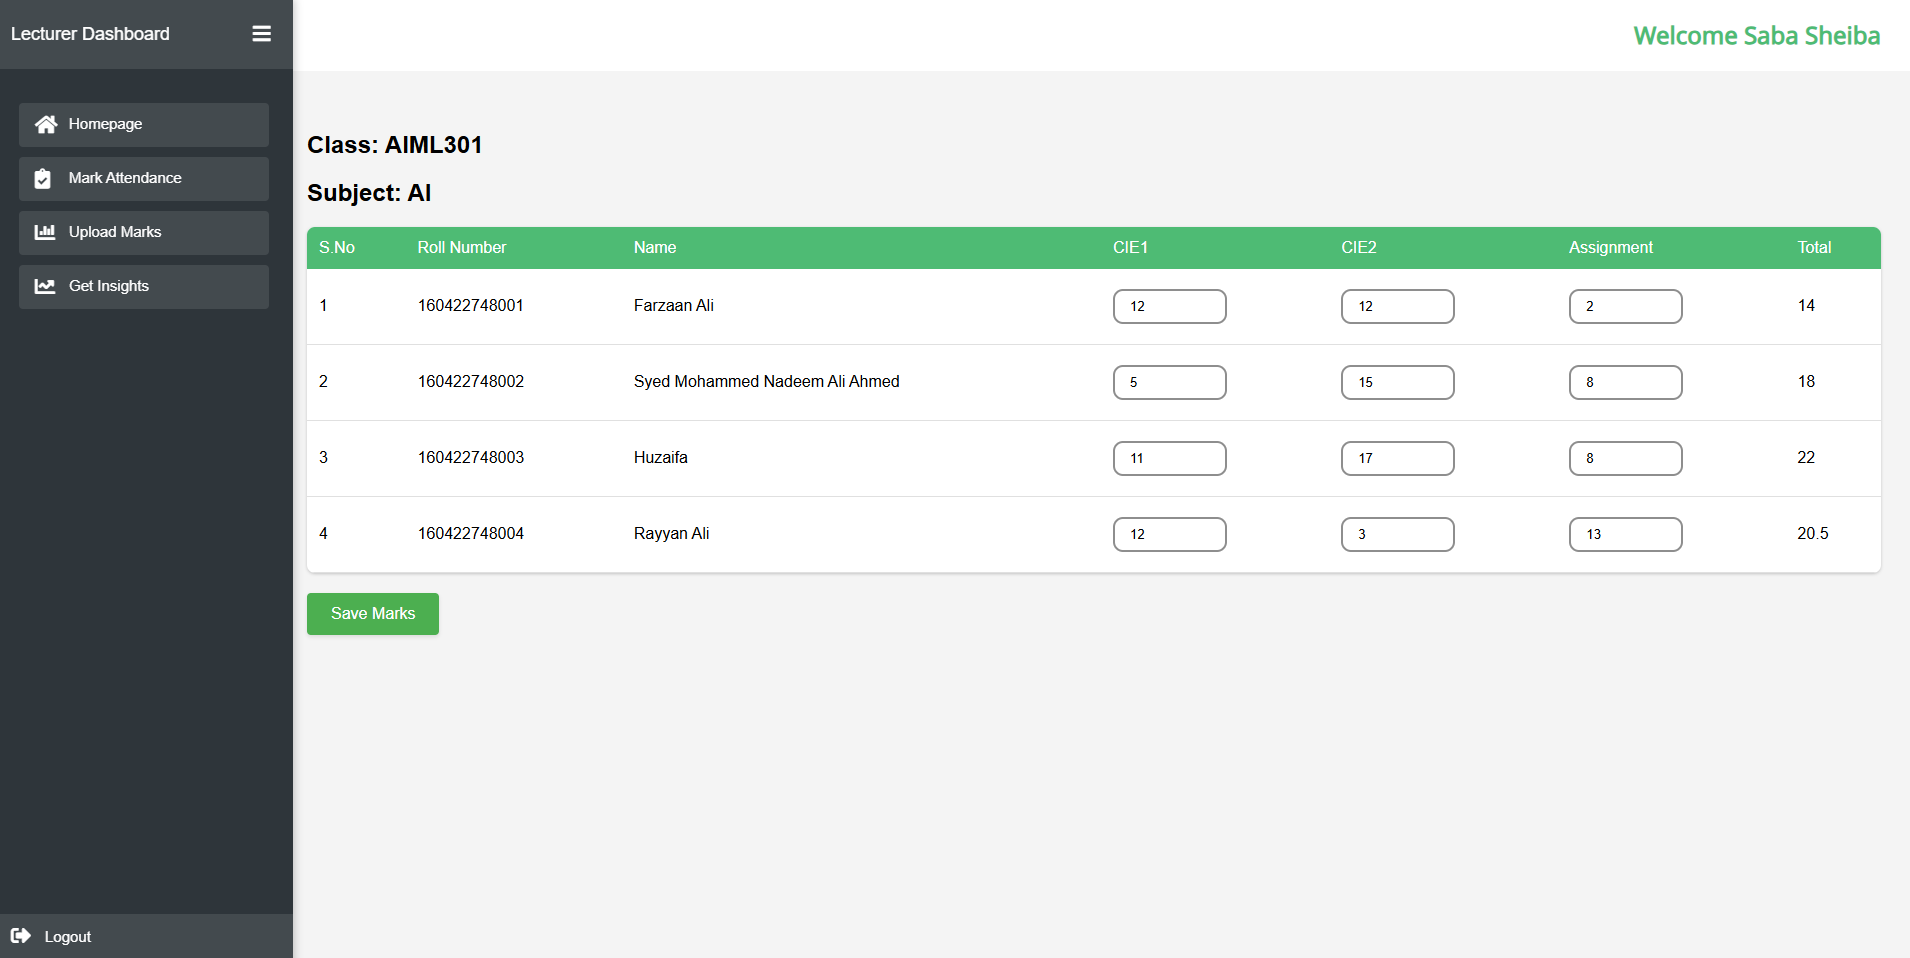 Lecturer Dashboard
Welcome Saba Sheiba
Homepage
Mark Attendance
Upload Marks
Get Insights
Class: AIML301
Subject: AI
S.No Roll Number Name CIE1 CIE2 Assignment Total
1 160422748001 Farzaan Ali 12 12 2 14
2 160422748002 Syed Mohammed Nadeem Ali Ahmed 5 15 8 18
3 160422748003 Huzaifa 11 17 8 22
4 160422748004 Rayyan Ali 12 3 13 20.5
Save Marks
Logout